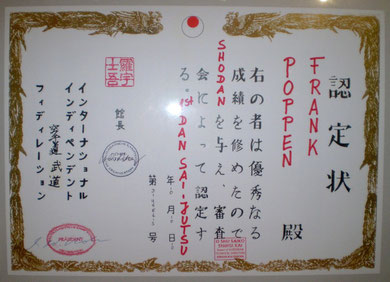 認定状
FRANK
POPPEN 殿
右の者は優秀なる
成績を修めたので
SHODANを与え、審査
会によって認定す
る。1st DAN SAI-JUTSU
年 月 日
第 号
館長
インターナショナル
インディペンデント
武道
フィディレーション